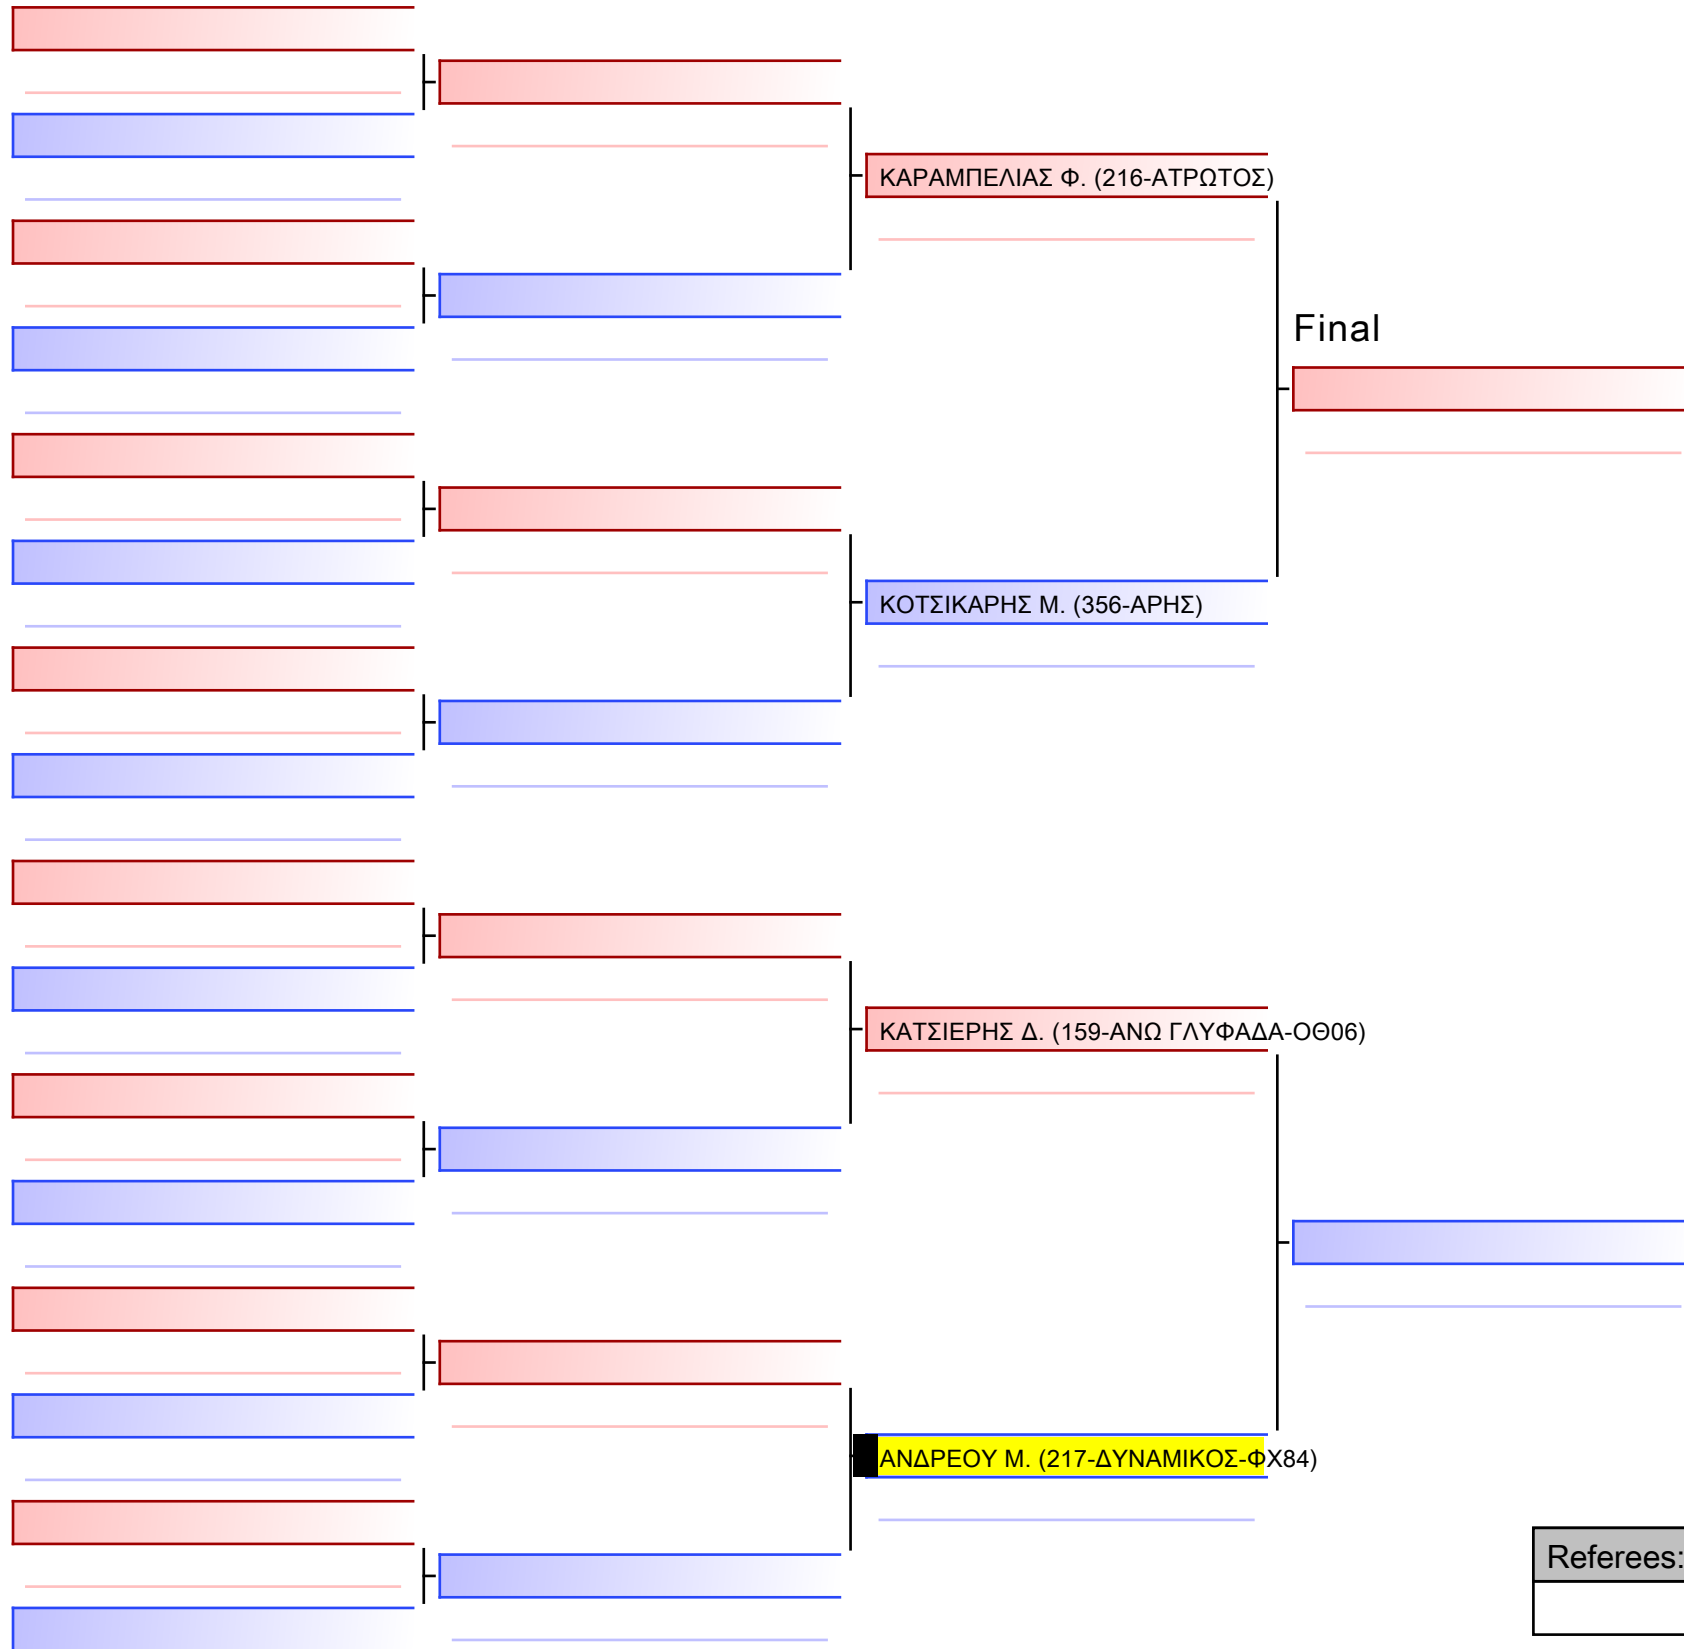 ΚΑΡΑΜΠΕΛΙΑΣ Φ. (216-ΑΤΡΩΤΟΣ)
Final
ΚΟΤΣΙΚΑΡΗΣ Μ. (356-ΑΡΗΣ)
ΚΑΤΣΙΕΡΗΣ Δ. (159-ΑΝΩ ΓΛΥΦΑΔΑ-ΟΘ06)
ΑΝΔΡΕΟΥ Μ. (217-ΔΥΝΑΜΙΚΟΣ-ΦΧ84)
Referees: